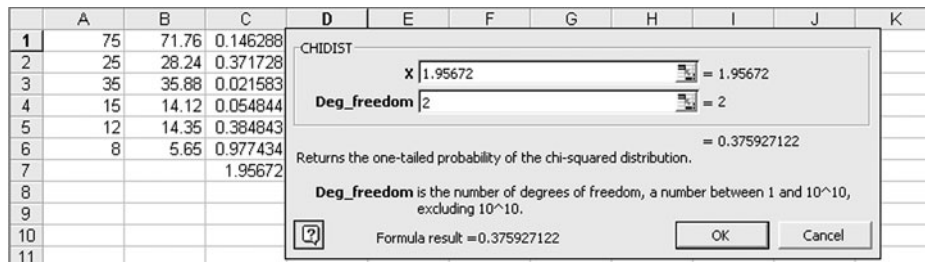 A B C D E F G H I J K
1 75 71.76 0.146288
2 25 28.24 0.371728
3 35 35.88 0.021583
4 15 14.12 0.054844
5 12 14.35 0.384843
6 8 5.65 0.977434
7 1.95672
8
9
10
11
CHIDIST
X 1.95672 = 1.95672
Deg_freedom 2 = 2
= 0.375927122
Returns the one-tailed probability of the chi-squared distribution.
Deg_freedom is the number of degrees of freedom, a number between 1 and 10^10,
excluding 10^10.
? Formula result =0.375927122 OK Cancel